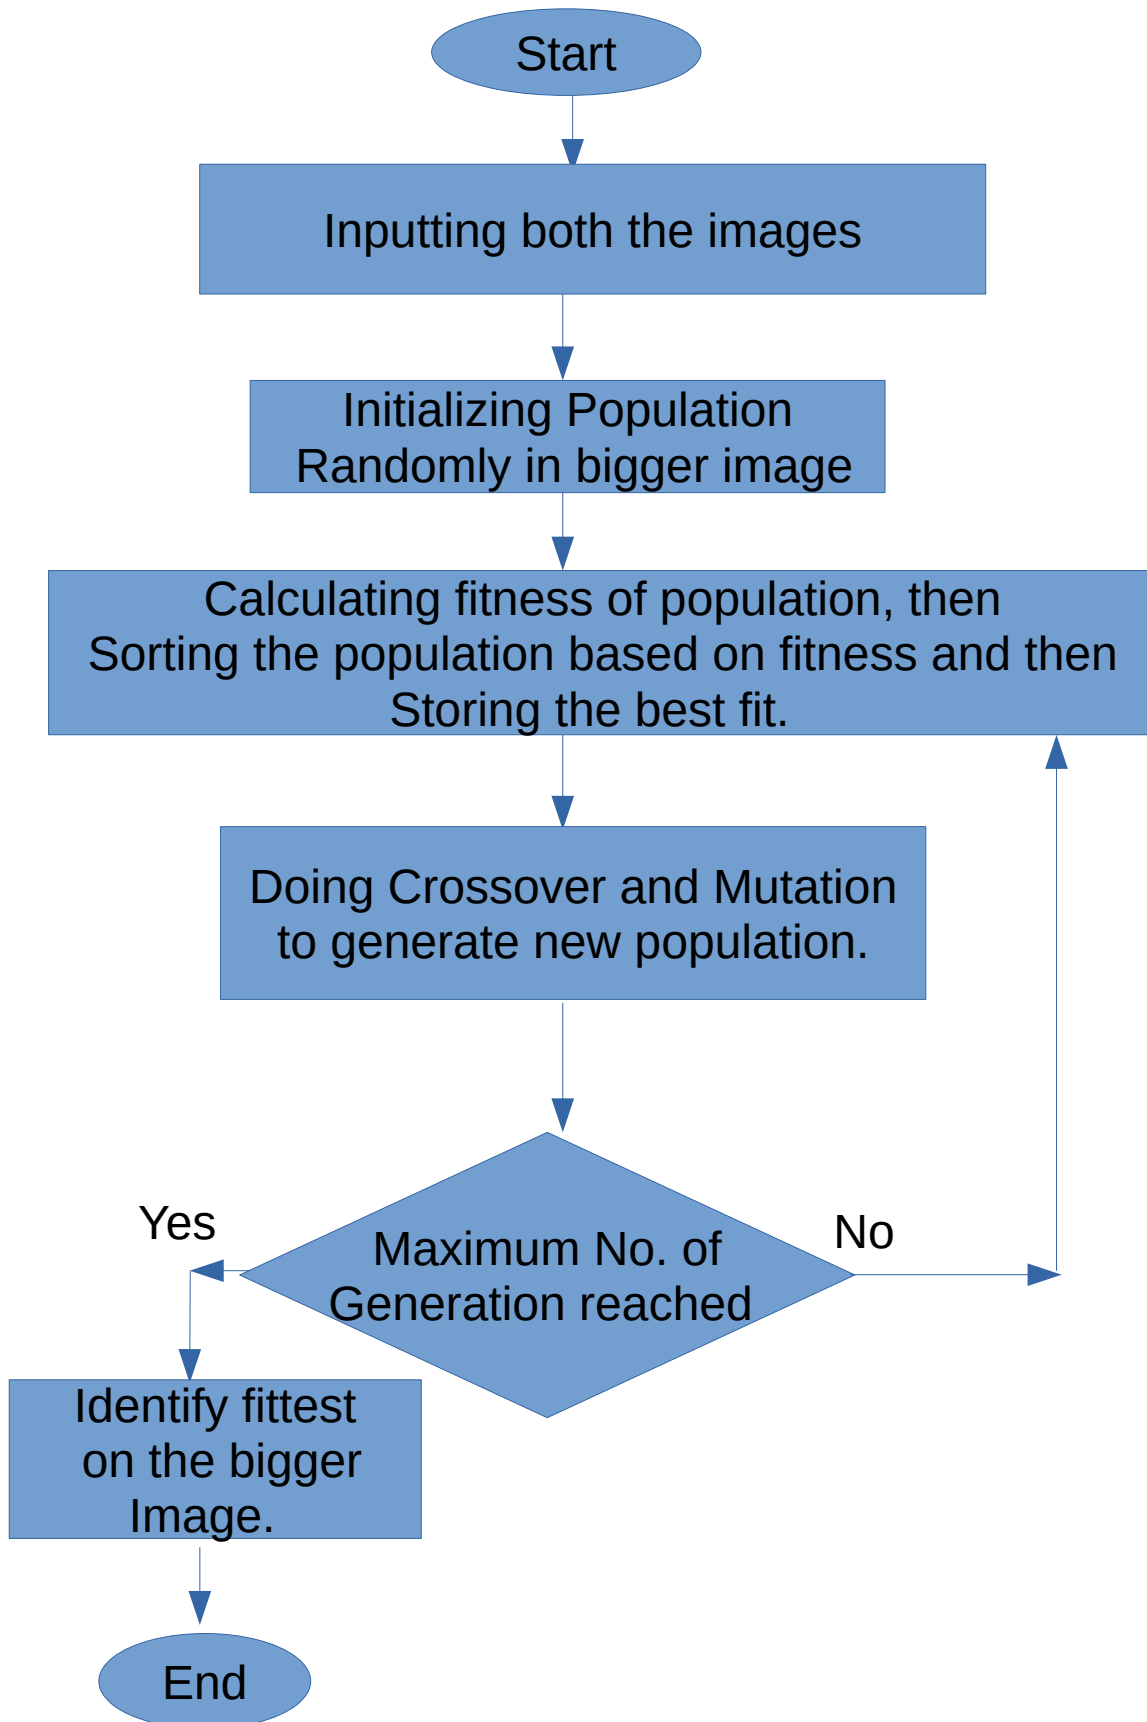 Start
Inputting both the images
Initializing Population
Randomly in bigger image
Calculating fitness of population, then
Sorting the population based on fitness and then
Storing the best fit.
Doing Crossover and Mutation
to generate new population.
Yes
No
Maximum No. of
Generation reached
Identify fittest
on the bigger
Image.
End